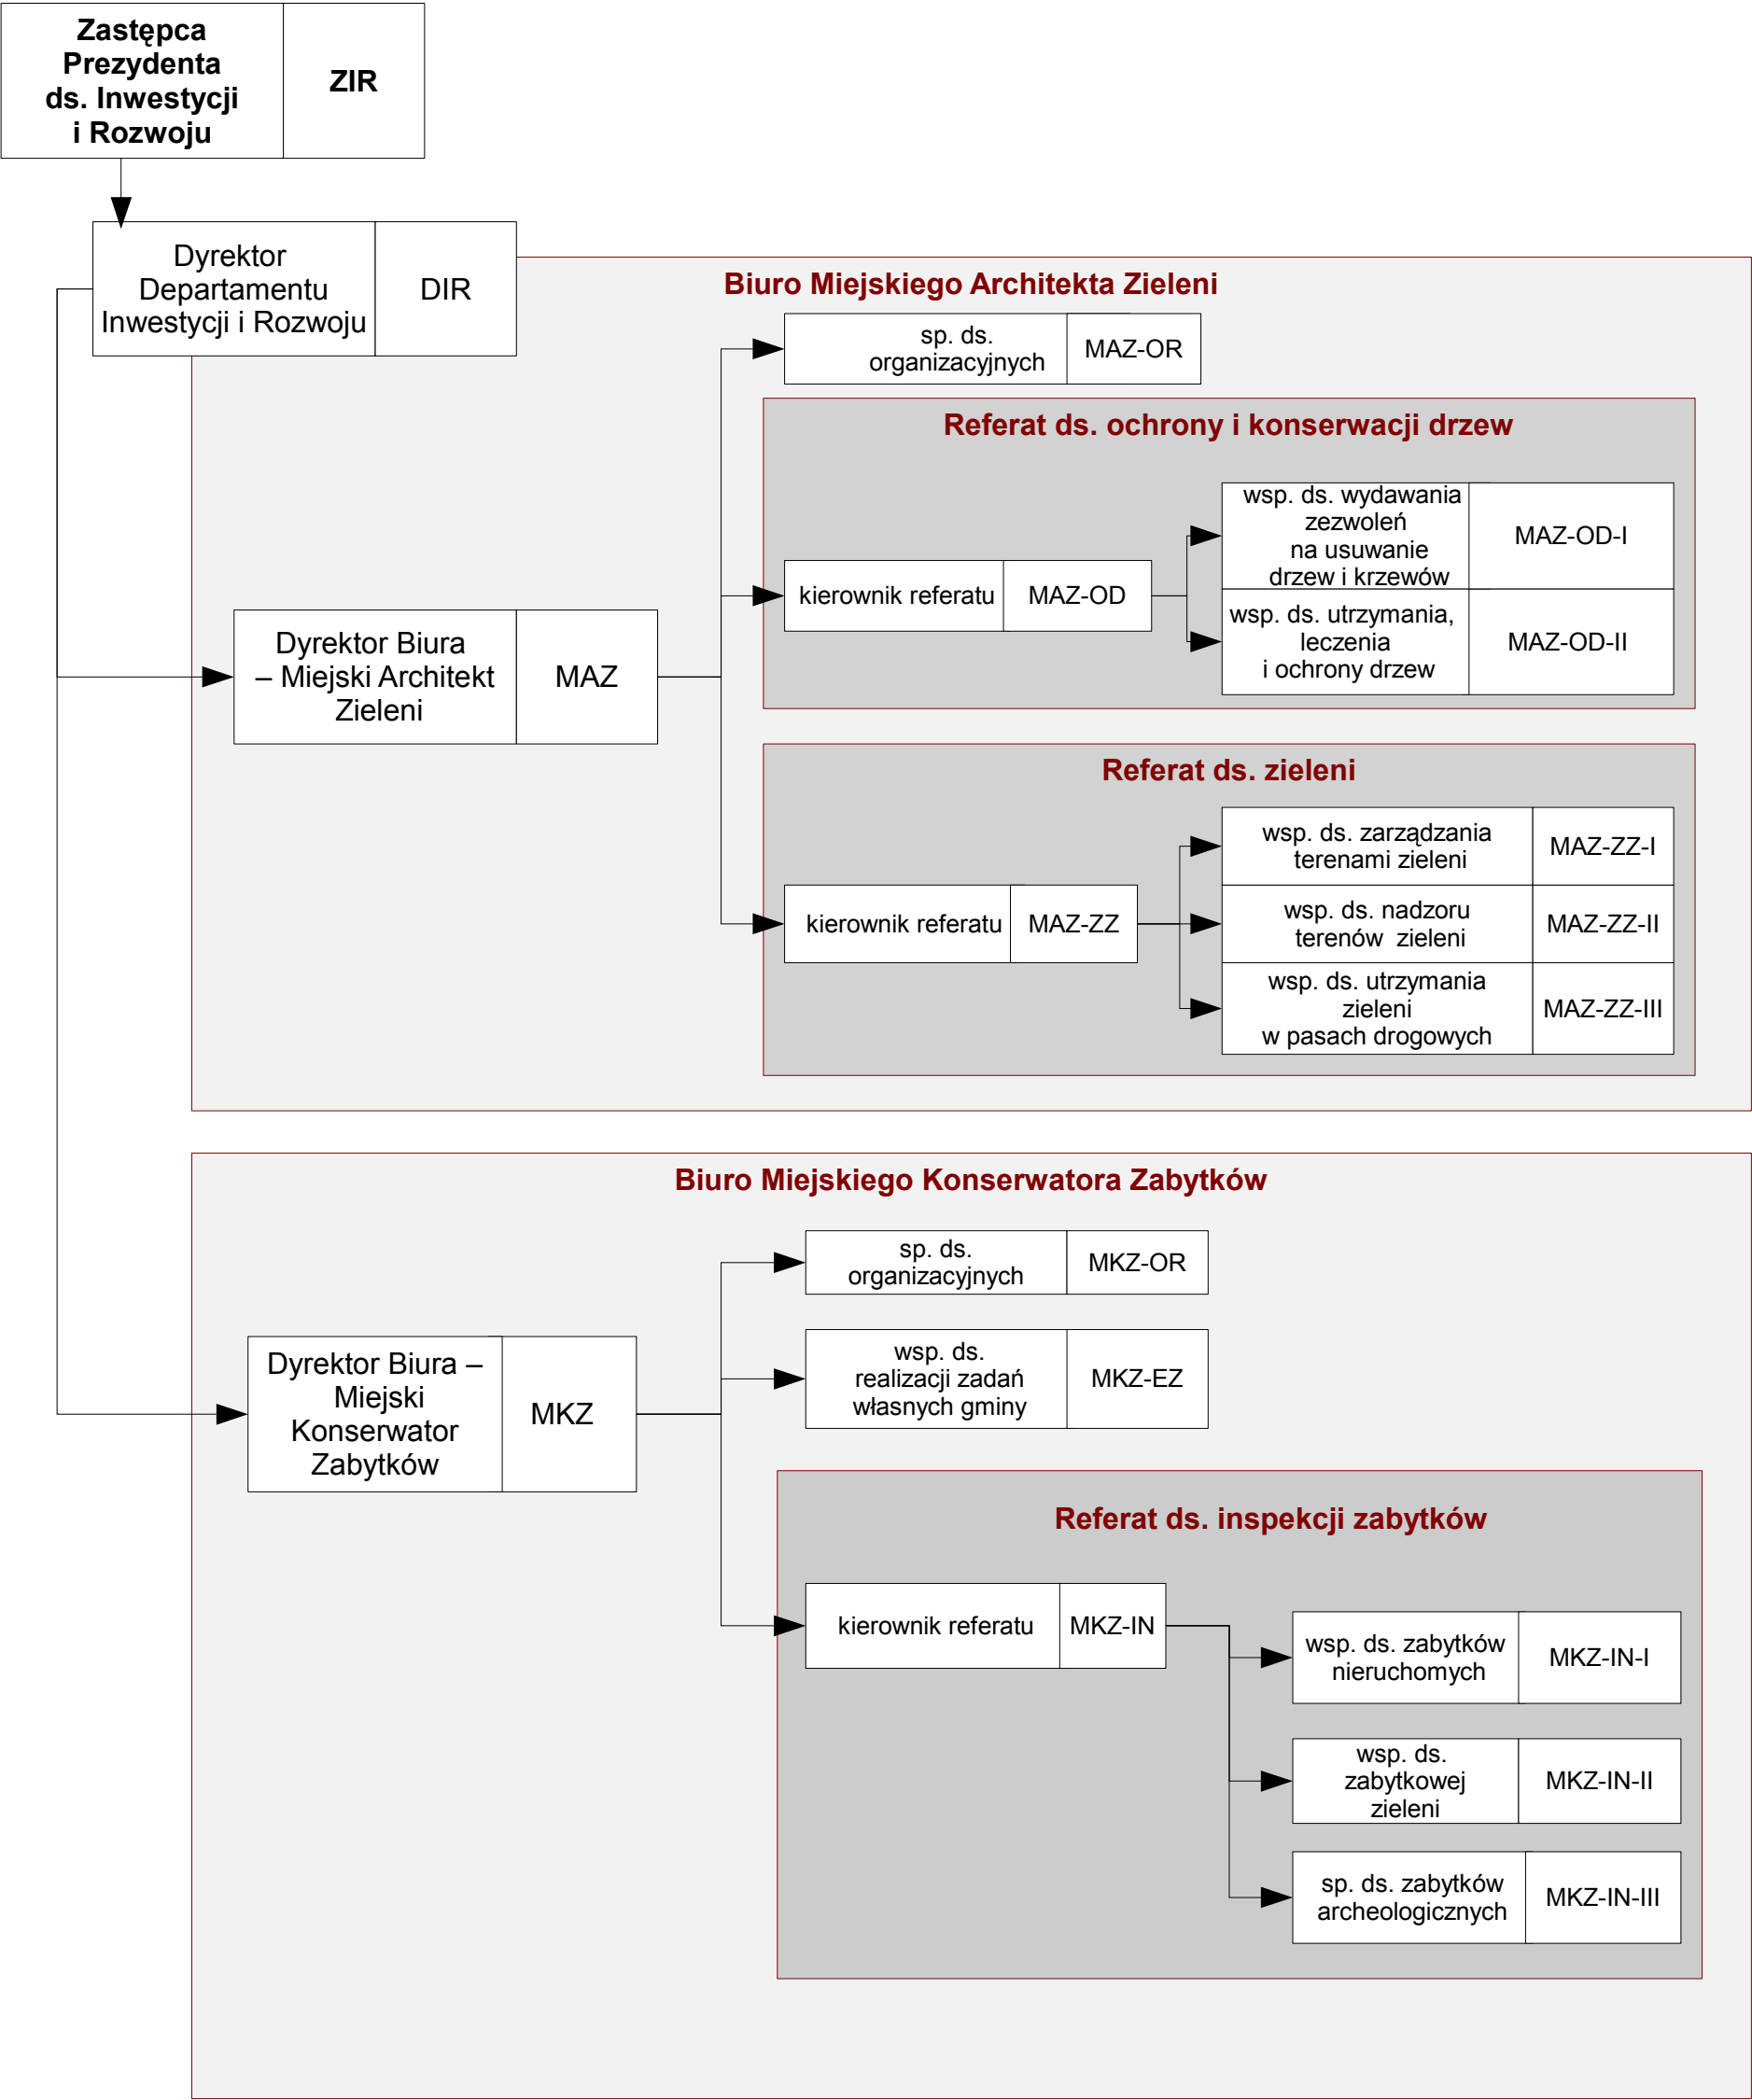 Zastępca
Prezydenta
ds. Inwestycji
i Rozwoju
ZIR
Dyrektor
Departamentu
Inwestycji i Rozwoju
DIR
Biuro Miejskiego Architekta Zieleni
sp. ds.
organizacyjnych
MAZ-OR
Referat ds. ochrony i konserwacji drzew
wsp. ds. wydawania
zezwoleń
na usuwanie
drzew i krzewów
MAZ-OD-I
kierownik referatu
MAZ-OD
wsp. ds. utrzymania,
leczenia
i ochrony drzew
MAZ-OD-II
Dyrektor Biura
– Miejski Architekt
Zieleni
MAZ
Referat ds. zieleni
wsp. ds. zarządzania
terenami zieleni
MAZ-ZZ-I
kierownik referatu
MAZ-ZZ
wsp. ds. nadzoru
terenów  zieleni
MAZ-ZZ-II
wsp. ds. utrzymania
zieleni
w pasach drogowych
MAZ-ZZ-III
Biuro Miejskiego Konserwatora Zabytków
sp. ds.
organizacyjnych
MKZ-OR
wsp. ds.
realizacji zadań
własnych gminy
MKZ-EZ
Dyrektor Biura –
Miejski
Konserwator
Zabytków
MKZ
Referat ds. inspekcji zabytków
kierownik referatu
MKZ-IN
wsp. ds. zabytków
nieruchomych
MKZ-IN-I
wsp. ds.
zabytkowej
zieleni
MKZ-IN-II
sp. ds. zabytków
archeologicznych
MKZ-IN-III